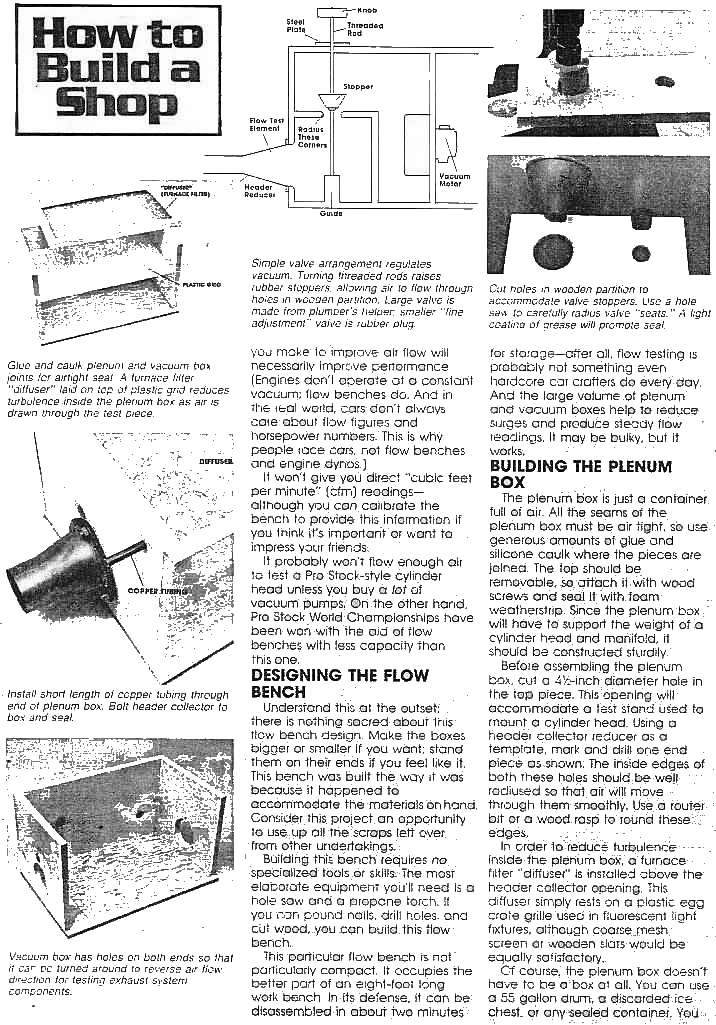 How to
Build a
Shop
Knob
Steel
Plate
Threaded
Rod
Stopper
Flow Test
Element
Radius
These
Corners
Header
Reducer
Vacuum
Motor
Guide
"DIFFUSER"
(FURNACE FILTER)
PLASTIC GRID
Glue and caulk plenum and vacuum box
joints for airtight seal. A furnace filter
"diffuser" laid on top of plastic grid reduces
turbulence inside the plenum box as air is
drawn through the test piece.
DIFFUSER
COPPER TUBING
Install short length of copper tubing through
end of plenum box. Bolt header collector to
box and seal.
Vacuum box has holes on both ends so that
it can be turned around to reverse air flow
direction for testing exhaust system
components.
Simple valve arrangement regulates
vacuum. Turning threaded rods raises
rubber stoppers, allowing air to flow through
holes in wooden partition. Large valve is
made from plumber's helper; smaller "fine
adjustment" valve is rubber plug.
you make to improve air flow will
necessarily improve performance
(Engines don't operate at a constant
vacuum; flow benches do. And in
the real world, cars don't always
care about flow figures and
horsepower numbers. This is why
people race cars, not flow benches
and engine dynos.)
It won't give you direct "cubic feet
per minute" (cfm) readings—
although you can calibrate the
bench to provide this information if
you think it's important or want to
impress your friends.
It probably won't flow enough air
to test a Pro Stock-style cylinder
head unless you buy a lot of
vacuum pumps. On the other hand,
Pro Stock World Championships have
been won with the aid of flow
benches with less capacity than
this one.
DESIGNING THE FLOW
BENCH
Understand this at the outset:
there is nothing sacred about this
flow bench design. Make the boxes
bigger or smaller if you want; stand
them on their ends if you feel like it.
This bench was built the way it was
because it happened to
accommodate the materials on hand.
Consider this project an opportunity
to use up all the scraps left over
from other undertakings.
Building this bench requires no
specialized tools or skills. The most
elaborate equipment you'll need is a
hole saw and a propane torch. If
you can pound nails, drill holes, and
cut wood, you can build this flow
bench.
This particular flow bench is not
particularly compact. It occupies the
better part of an eight-foot long
work bench. In its defense, it can be
disassembled in about two minutes
Cut holes in wooden partition to
accommodate valve stoppers. Use a hole
saw to carefully radius valve "seats." A light
coating of grease will promote seal.
for storage—after all, flow testing is
probably not something even
hardcore car crafters do every day.
And the large volume of plenum
and vacuum boxes help to reduce
surges and produce steady flow
readings. It may be bulky, but it
works.
BUILDING THE PLENUM
BOX
The plenum box is just a container
full of air. All the seams of the
plenum box must be air tight, so use
generous amounts of glue and
silicone caulk where the pieces are
joined. The top should be
removable, so attach it with wood
screws and seal it with foam
weatherstrip. Since the plenum box
will have to support the weight of a
cylinder head and manifold, it
should be constructed sturdily.
Before assembling the plenum
box, cut a 4½-inch diameter hole in
the top piece. This opening will
accommodate a test stand used to
mount a cylinder head. Using a
header collector reducer as a
template, mark and drill one end
piece as shown. The inside edges of
both these holes should be well
radiused so that air will move
through them smoothly. Use a router
bit or a wood rasp to round these
edges.
In order to reduce turbulence
inside the plenum box, a furnace
filter "diffuser" is installed above the
header collector opening. This
diffuser simply rests on a plastic egg
crate grille used in fluorescent light
fixtures, although coarse mesh
screen or wooden slats would be
equally satisfactory.
Of course, the plenum box doesn't
have to be a box at all. You can use
a 55 gallon drum, a discarded ice
chest, or any sealed container. You